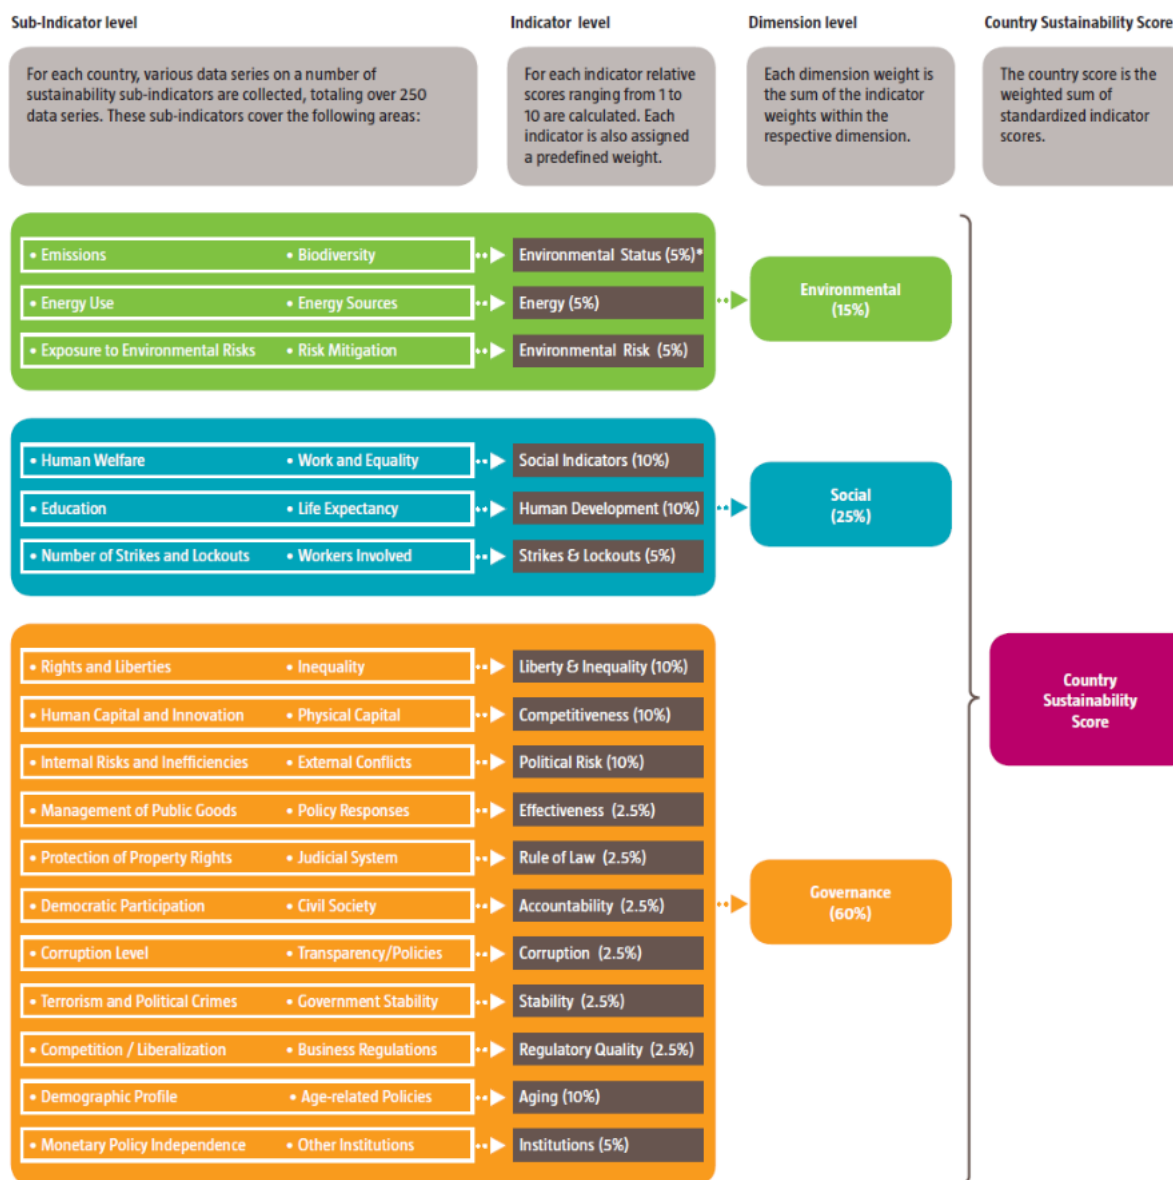 Sub-Indicator level
Indicator level
Dimension level
Country Sustainability Score
For each country, various data series on a number of
sustainability sub-indicators are collected, totaling over 250
data series. These sub-indicators cover the following areas:
For each indicator relative
scores ranging from 1 to
10 are calculated. Each
indicator is also assigned
a predefined weight.
Each dimension weight is
the sum of the indicator
weights within the
respective dimension.
The country score is the
weighted sum of
standardized indicator
scores.
• Emissions • Biodiversity
Environmental Status (5%)*
• Energy Use • Energy Sources
Energy (5%)
• Exposure to Environmental Risks • Risk Mitigation
Environmental Risk (5%)
Environmental
(15%)
• Human Welfare • Work and Equality
Social Indicators (10%)
• Education • Life Expectancy
Human Development (10%)
• Number of Strikes and Lockouts • Workers Involved
Strikes & Lockouts (5%)
Social
(25%)
• Rights and Liberties • Inequality
Liberty & Inequality (10%)
• Human Capital and Innovation • Physical Capital
Competitiveness (10%)
• Internal Risks and Inefficiencies • External Conflicts
Political Risk (10%)
• Management of Public Goods • Policy Responses
Effectiveness (2.5%)
• Protection of Property Rights • Judicial System
Rule of Law (2.5%)
• Democratic Participation • Civil Society
Accountability (2.5%)
• Corruption Level • Transparency/Policies
Corruption (2.5%)
• Terrorism and Political Crimes • Government Stability
Stability (2.5%)
• Competition / Liberalization • Business Regulations
Regulatory Quality (2.5%)
• Demographic Profile • Age-related Policies
Aging (10%)
• Monetary Policy Independence • Other Institutions
Institutions (5%)
Governance
(60%)
Country
Sustainability
Score